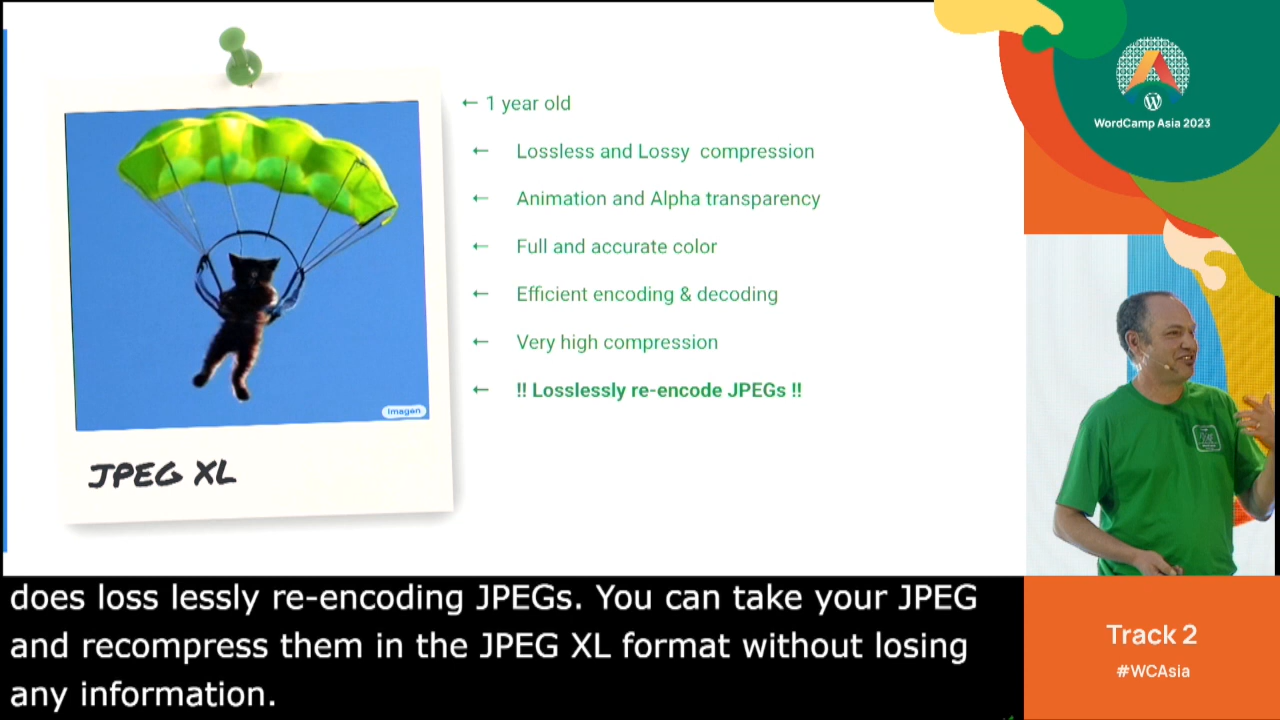 ← 1 year old
← Lossless and Lossy compression
← Animation and Alpha transparency
← Full and accurate color
← Efficient encoding & decoding
← Very high compression
← !! Losslessly re-encode JPEGs !!
Imagen
JPEG XL
WordCamp Asia 2023
does loss lessly re-encoding JPEGs. You can take your JPEG
and recompress them in the JPEG XL format without losing
any information.
Track 2
#WCAsia